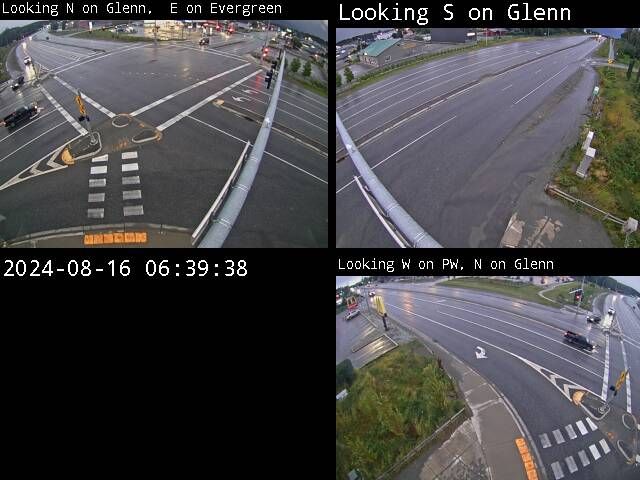 Looking N on Glenn,  E on Evergreen
Looking S on Glenn
2024-08-16 06:39:38
Looking W on PW, N on Glenn